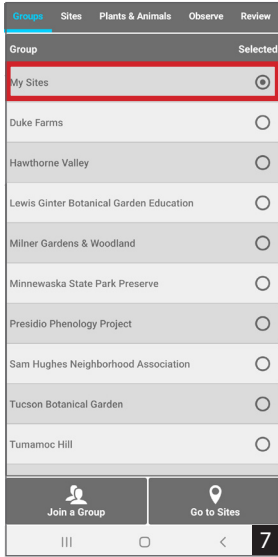 Groups Sites Plants & Animals Observe Review
Group Selected
My Sites
Duke Farms
Hawthorne Valley
Lewis Ginter Botanical Garden Education
Milner Gardens & Woodland
Minnewaska State Park Preserve
Presidio Phenology Project
Sam Hughes Neighborhood Association
Tucson Botanical Garden
Tumamoc Hill
Join a Group Go to Sites
7